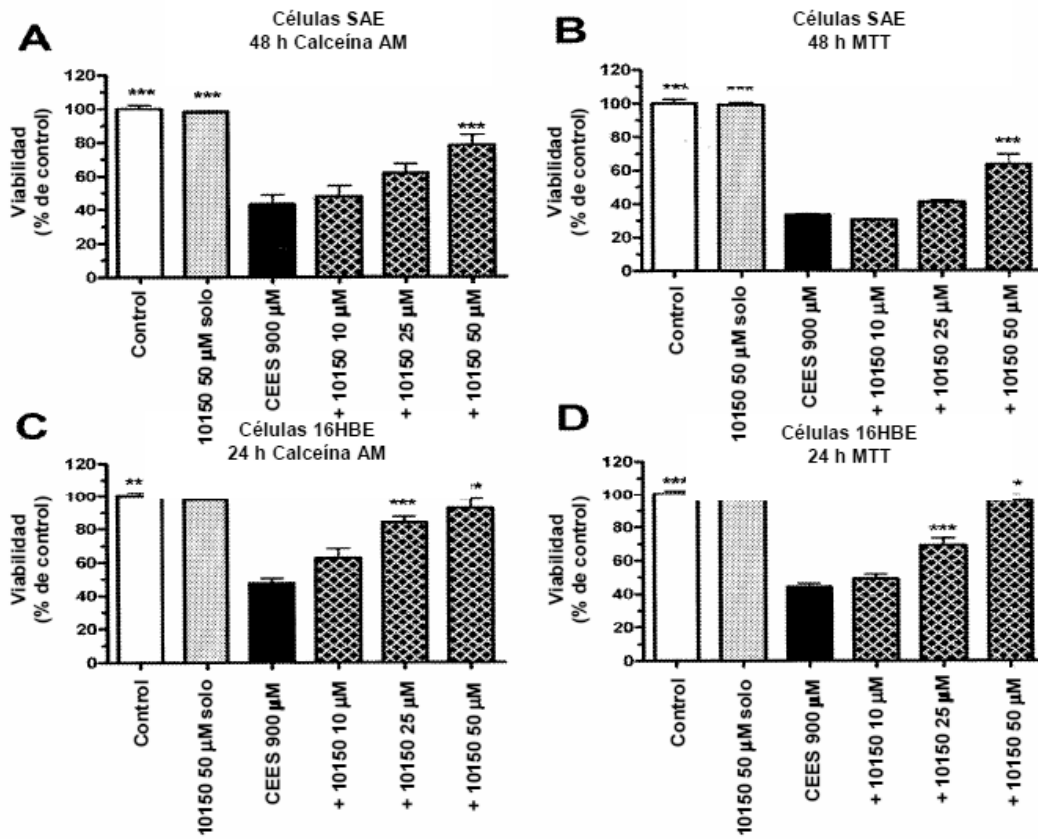 A
Células SAE
48 h Calceína AM
Viabilidad
(% de control)
120
100
80
60
40
20
0
***
***
***
Control
10150 50 µM solo
CEES 900 µM
+ 10150 10 µM
+ 10150 25 µM
+ 10150 50 µM
B
Células SAE
48 h MTT
Viabilidad
(% de control)
120
100
80
60
40
20
0
***
***
***
Control
10150 50 µM solo
CEES 900 µM
+ 10150 10 µM
+ 10150 25 µM
+ 10150 50 µM
C
Células 16HBE
24 h Calceína AM
Viabilidad
(% de control)
120
100
80
60
40
20
0
**
***
*
Control
10150 50 µM solo
CEES 900 µM
+ 10150 10 µM
+ 10150 25 µM
+ 10150 50 µM
D
Células 16HBE
24 h MTT
Viabilidad
(% de control)
120
100
80
60
40
20
0
***
***
*
Control
10150 50 µM solo
CEES 900 µM
+ 10150 10 µM
+ 10150 25 µM
+ 10150 50 µM